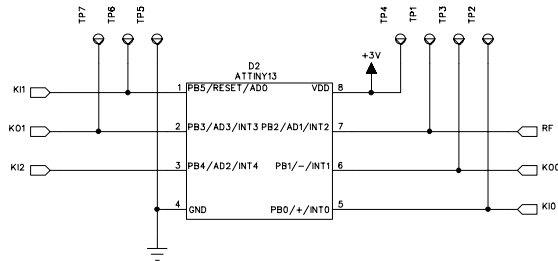 TP7
TP6
TP5
TP4
TP1
TP3
TP2
D2
ATTINY13
+3V
KI1
1
PB5/RESET/AD0
VDD
8
KO1
2
PB3/AD3/INT3
PB2/AD1/INT2
7
RF
KI2
3
PB4/AD2/INT4
PB1/-/INT1
6
KO0
4
GND
PB0/+/INT0
5
KI0